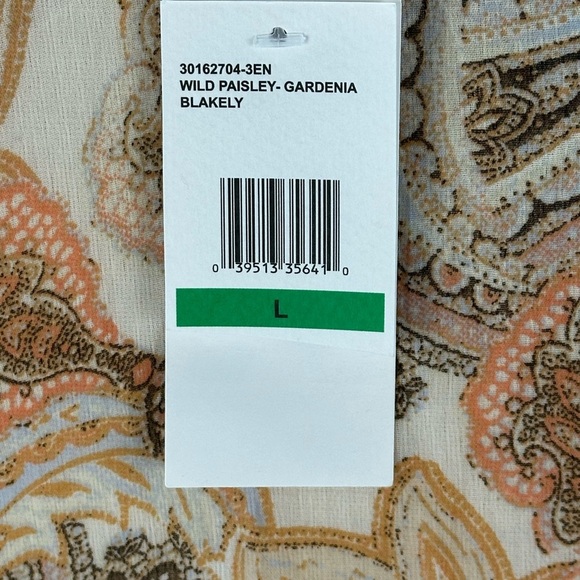 30162704-3EN
WILD PAISLEY- GARDENIA
BLAKELY
0 39513 35641 0
L